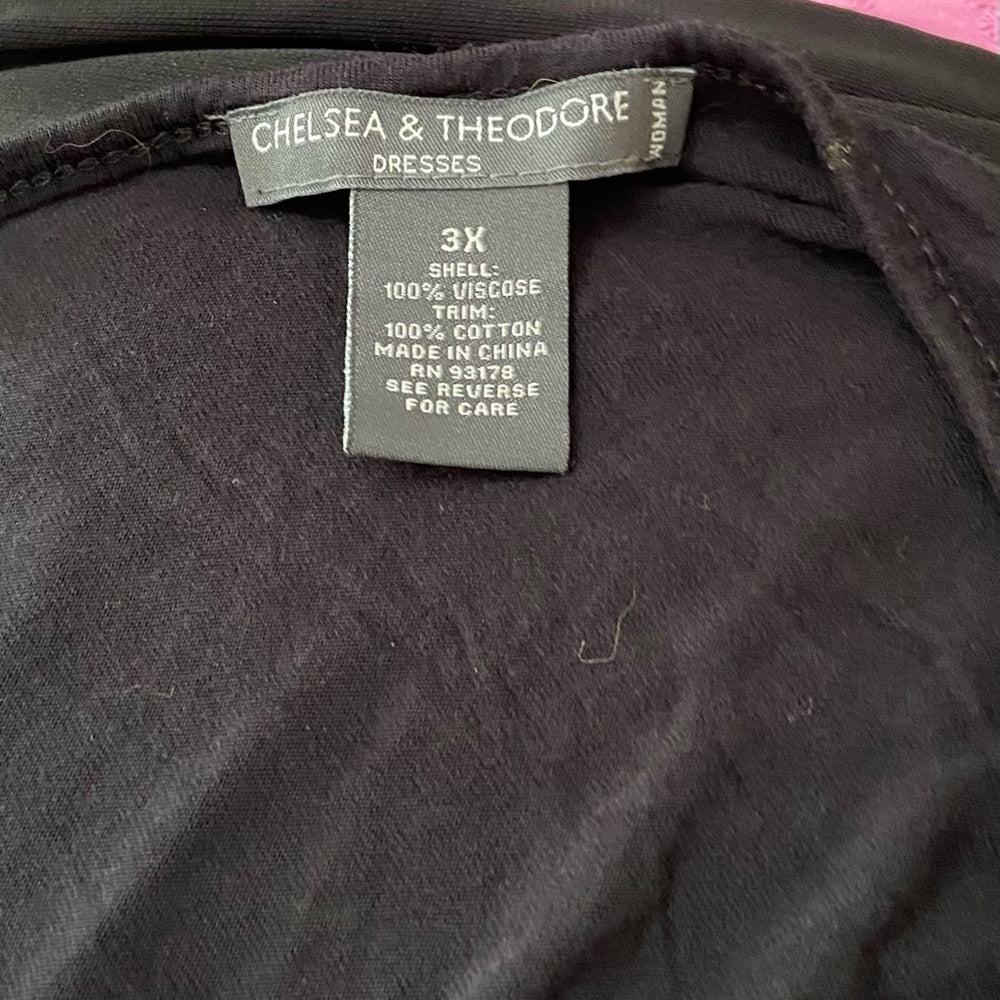 CHELSEA & THEODORE
DRESSES
WOMAN
3X
SHELL:
100% VISCOSE
TRIM:
100% COTTON
MADE IN CHINA
RN 93178
SEE REVERSE
FOR CARE